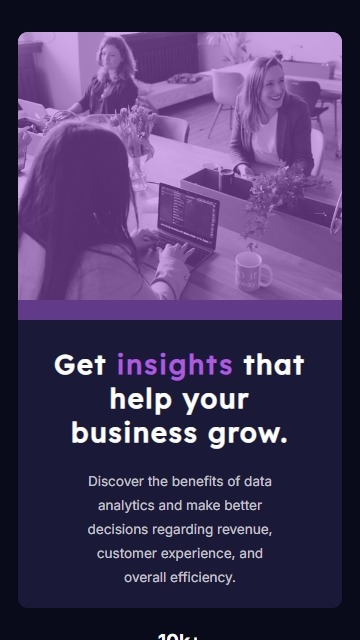 Get insights that
help your
business grow.
Discover the benefits of data
analytics and make better
decisions regarding revenue,
customer experience, and
overall efficiency.
10k+